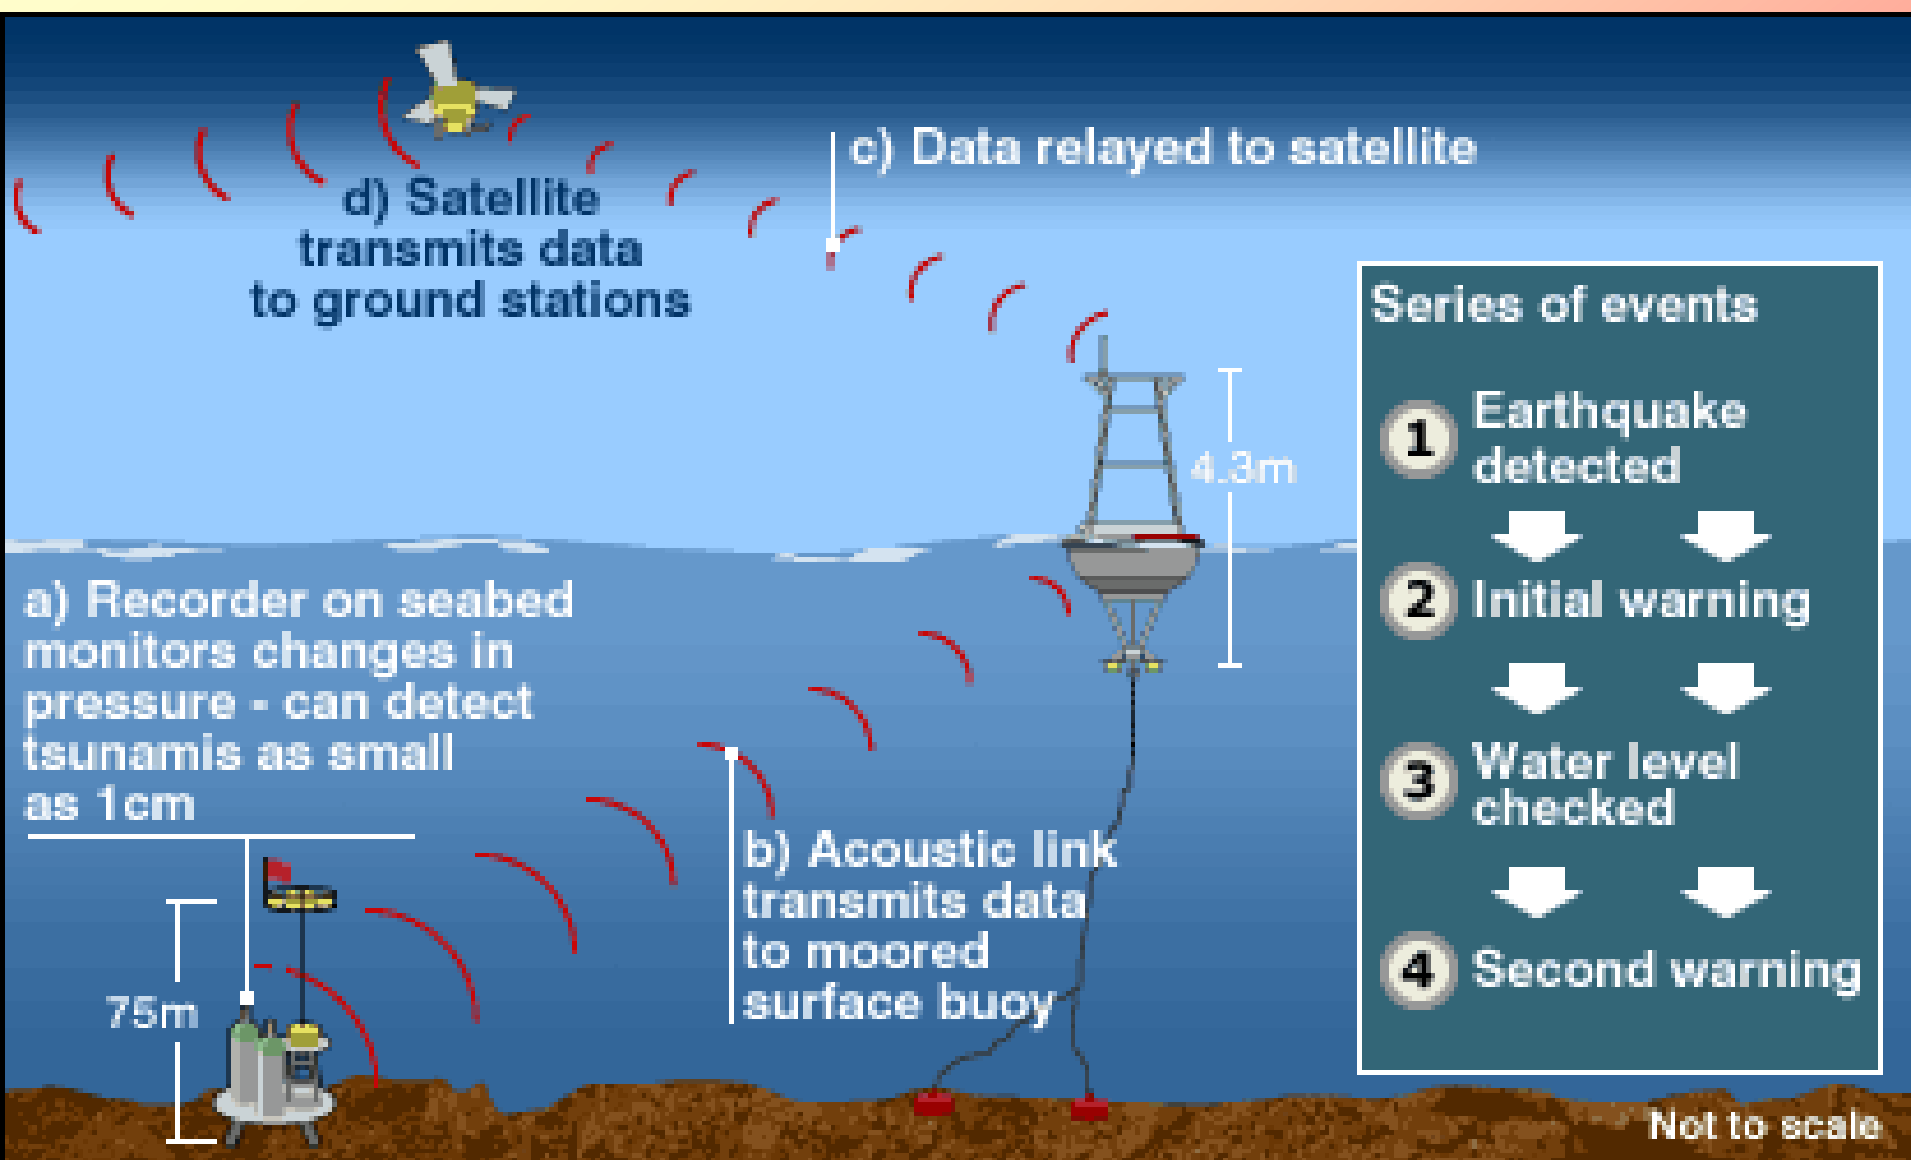 c) Data relayed to satellite
d) Satellite
transmits data
to ground stations
4.3m
a) Recorder on seabed
monitors changes in
pressure - can detect
tsunamis as small
as 1cm
b) Acoustic link
transmits data
to moored
surface buoy
75m
Series of events
1 Earthquake
detected
2 Initial warning
3 Water level
checked
4 Second warning
Not to scale